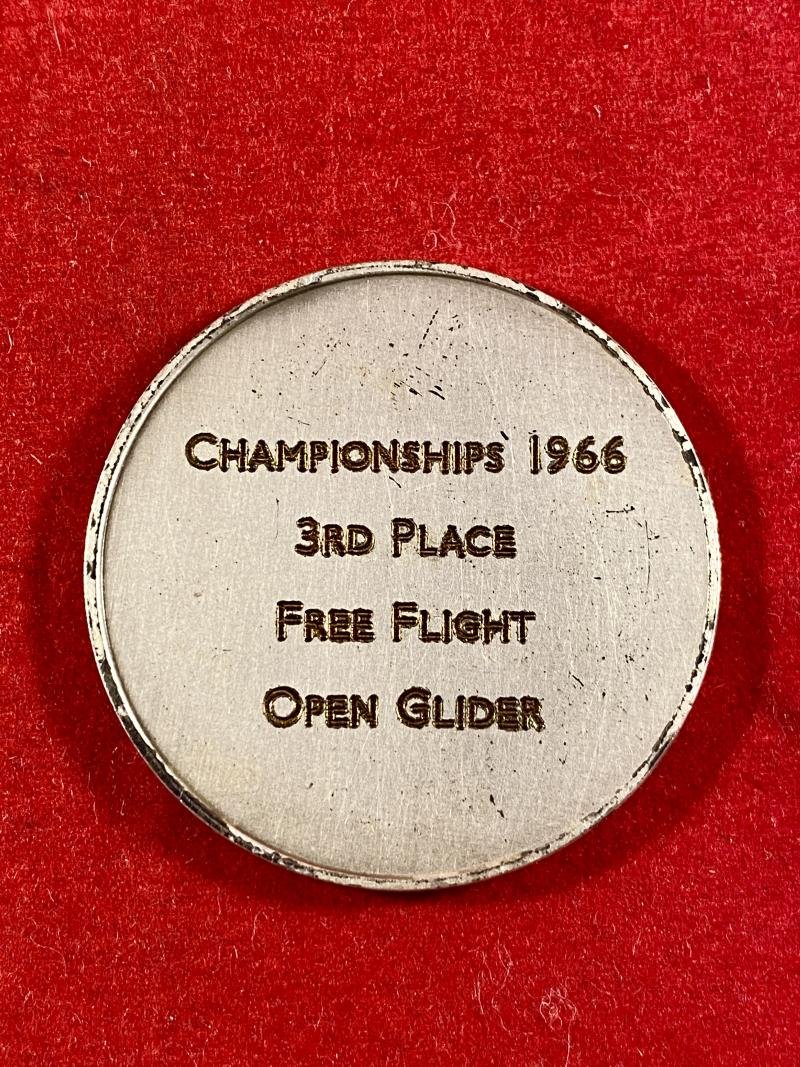 Championships 1966
3rd Place
Free Flight
Open Glider